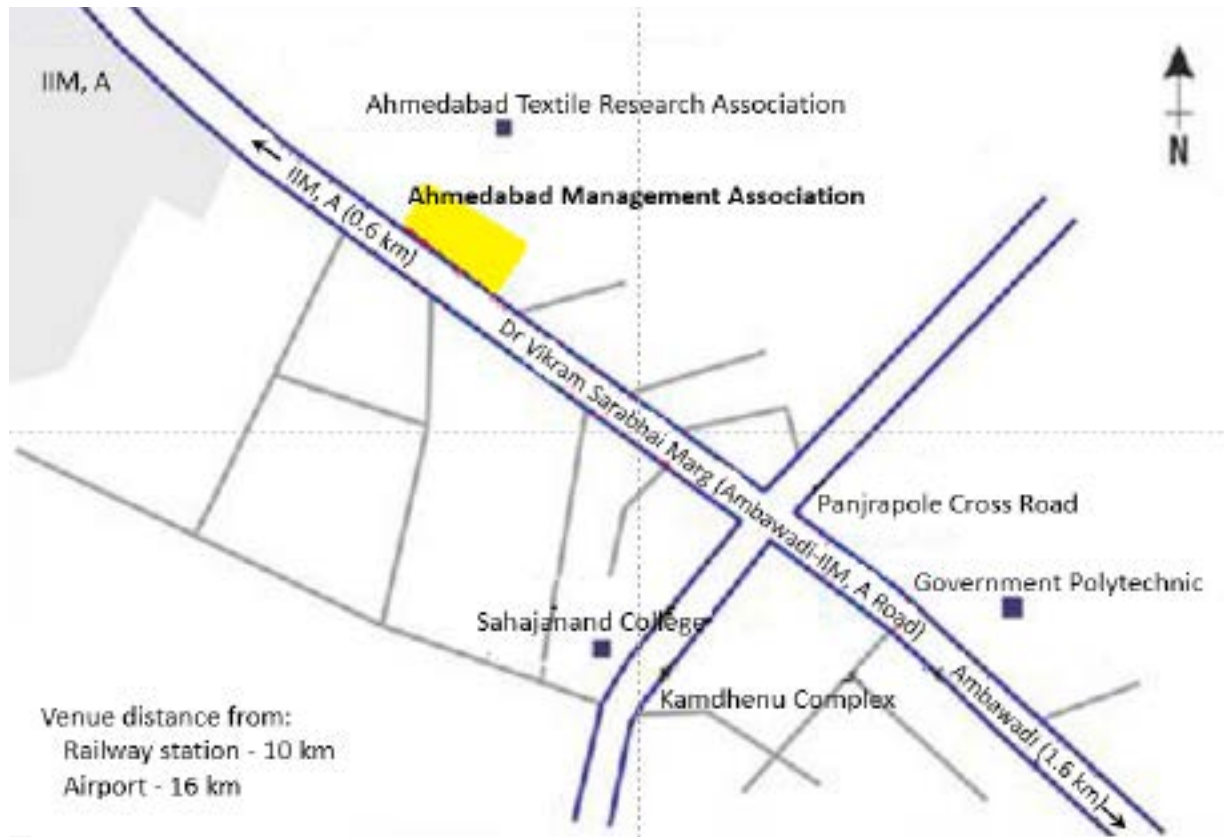 IIM, A
Ahmedabad Textile Research Association
N
Ahmedabad Management Association
IIM, A (0.6 km)
Dr Vikram Sarabhai Marg (Ambawadi-IIM, A Road)
Panjrapole Cross Road
Government Polytechnic
Sahajanand College
Kamdhenu Complex
Ambawadi (1.6 km)
Venue distance from:
Railway station - 10 km
Airport - 16 km